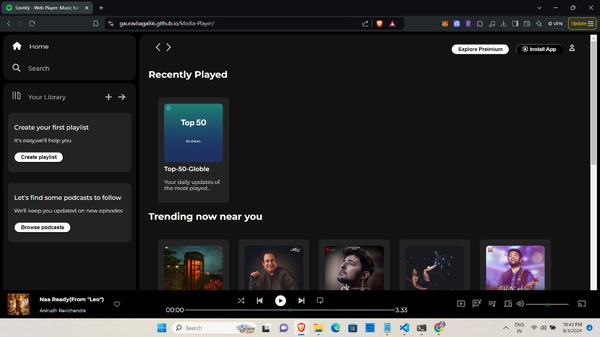 Spotify - Web Player: Music for
gauravbagal66.github.io/Media-Player/
VPN
Update
Home
Search
Your Library
Create your first playlist
It's easy,we'll help you
Create playlist
Let's find some podcasts to follow
We'll keep you updated on new episodes
Browse podcasts
Explore Preimium
Install App
Recently Played
Top 50
GLOBAL
Top-50-Globle
Your daily updates of
the most played...
Trending now near you
Naa Ready(From "Leo")
Anirudh Ravichandra
00:00
3.33
Search
ENG
IN
10:43 PM
8/3/2024